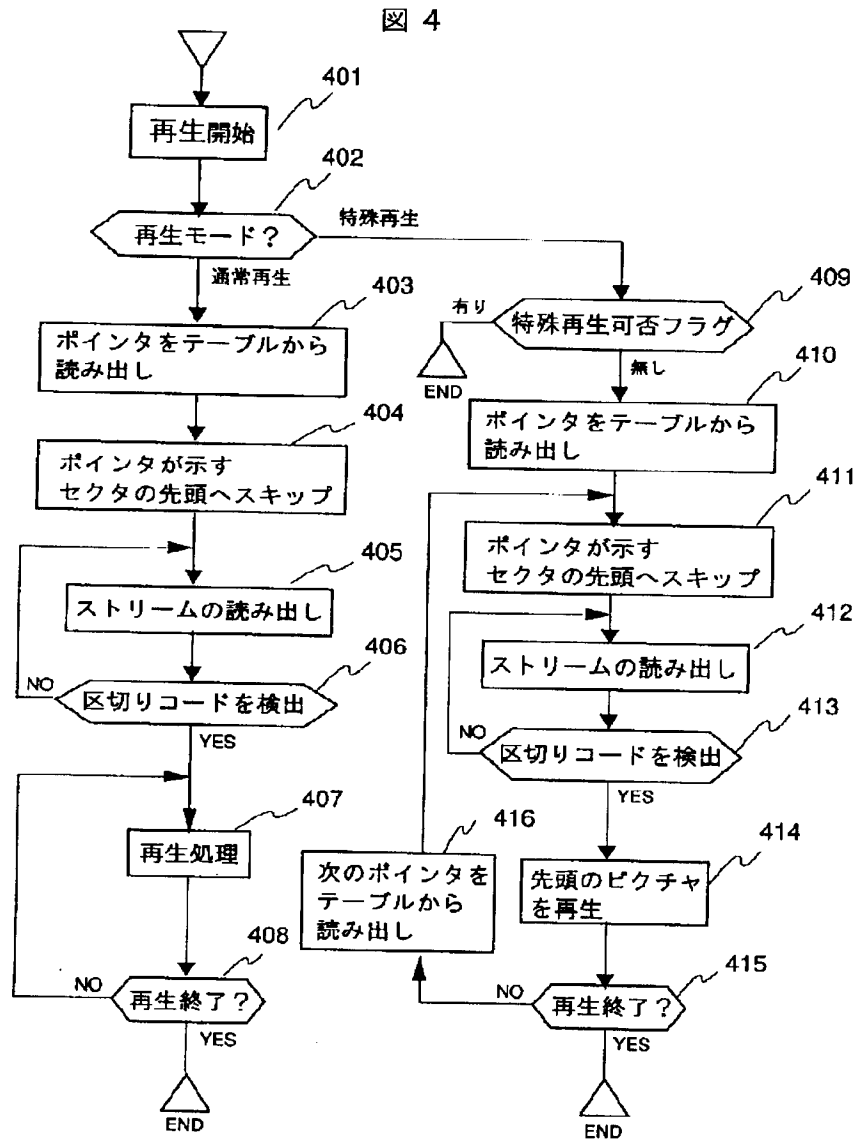 図 4
401
再生開始
402
再生モード?
特殊再生
通常再生
403
ポインタをテーブルから
読み出し
404
ポインタが示す
セクタの先頭へスキップ
405
ストリームの読み出し
406
NO
区切りコードを検出
YES
407
再生処理
408
NO
再生終了?
YES
END
409
有り
特殊再生可否フラグ
END
無し
410
ポインタをテーブルから
読み出し
411
ポインタが示す
セクタの先頭へスキップ
412
ストリームの読み出し
413
NO
区切りコードを検出
YES
414
先頭のピクチャ
を再生
415
NO
再生終了?
YES
END
416
次のポインタを
テーブルから
読み出し